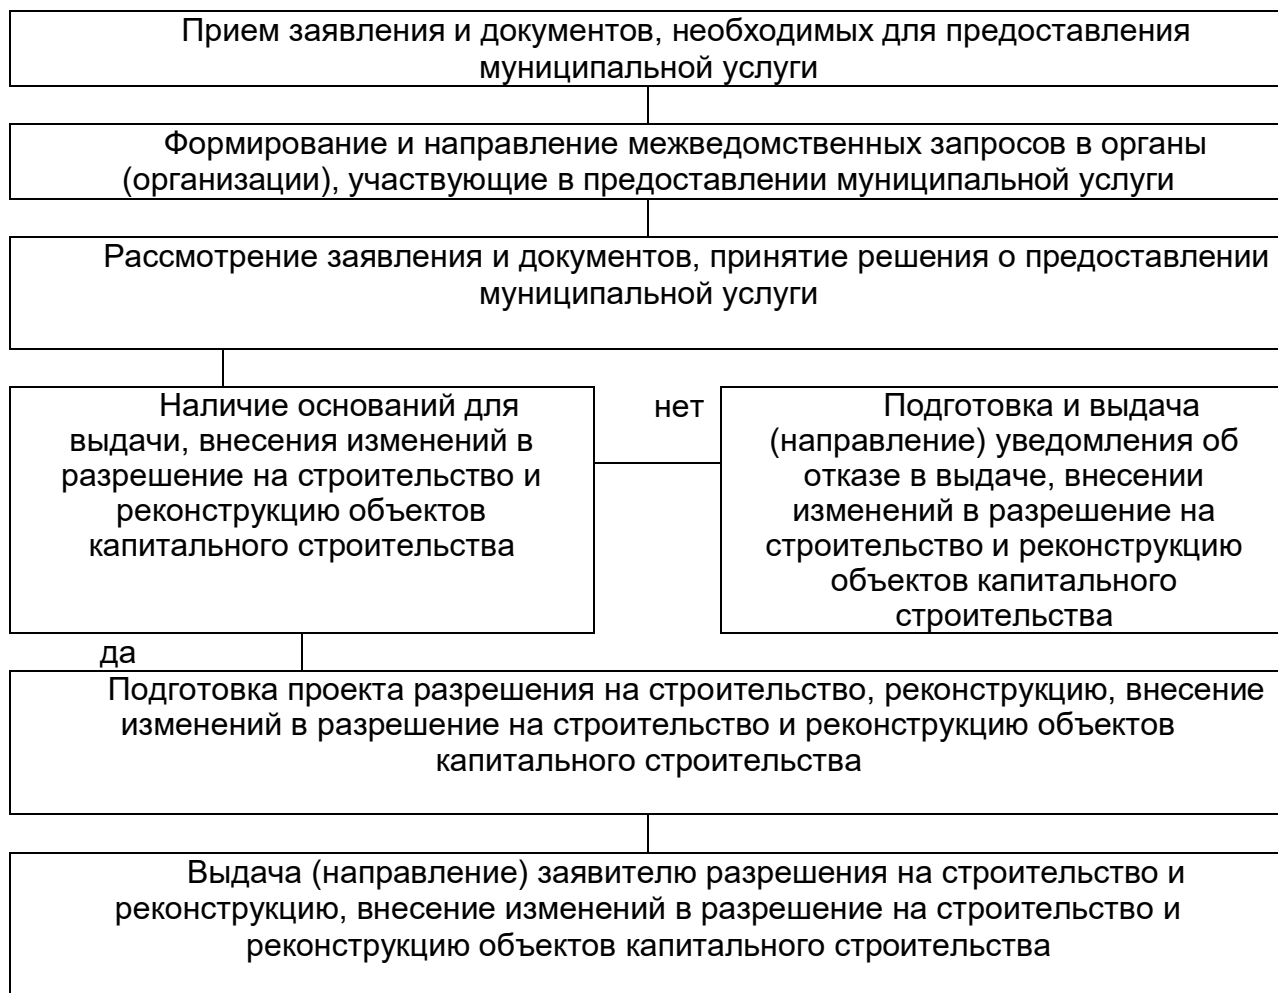 Прием заявления и документов, необходимых для предоставления
муниципальной услуги
Формирование и направление межведомственных запросов в органы
(организации), участвующие в предоставлении муниципальной услуги
Рассмотрение заявления и документов, принятие решения о предоставлении
муниципальной услуги
Наличие оснований для
выдачи, внесения изменений в
разрешение на строительство и
реконструкцию объектов
капитального строительства
нет
Подготовка и выдача
(направление) уведомления об
отказе в выдаче, внесении
изменений в разрешение на
строительство и реконструкцию
объектов капитального
строительства
да
Подготовка проекта разрешения на строительство, реконструкцию, внесение
изменений в разрешение на строительство и реконструкцию объектов
капитального строительства
Выдача (направление) заявителю разрешения на строительство и
реконструкцию, внесение изменений в разрешение на строительство и
реконструкцию объектов капитального строительства